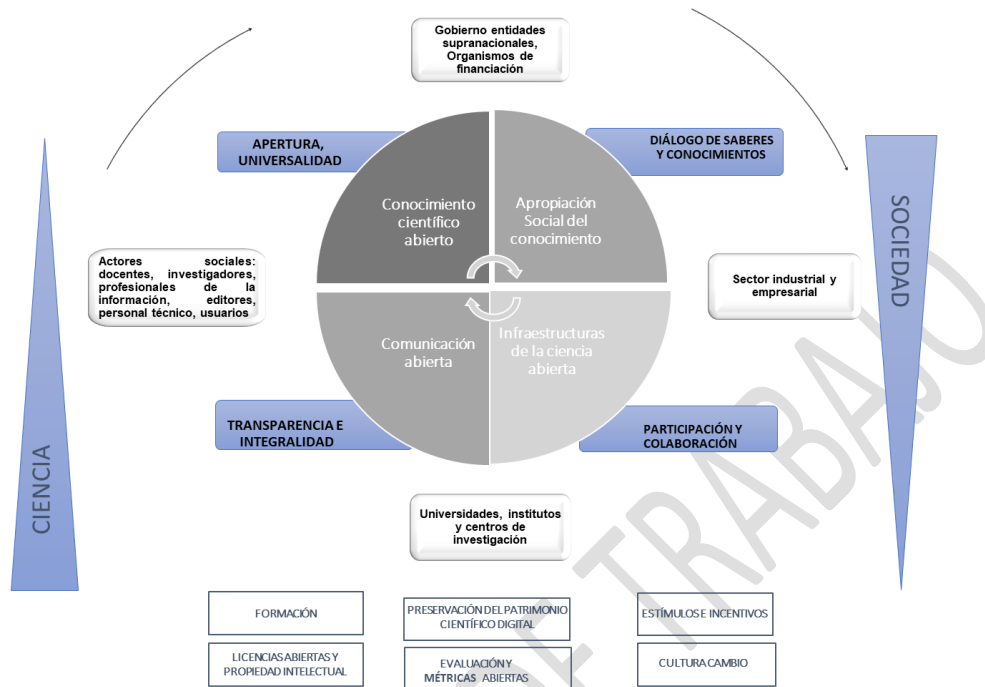 Gobierno entidades
supranacionales,
Organismos de
financiación
APERTURA,
UNIVERSALIDAD
DIÁLOGO DE SABERES
Y CONOCIMIENTOS
Conocimiento
científico
abierto
Apropiación
Social del
conocimiento
Actores sociales:
docentes, investigadores,
profesionales de la
información, editores,
personal técnico, usuarios
Sector industrial y
empresarial
SOCIEDAD
Comunicación
abierta
Infraestructuras
de la ciencia
abierta
TRANSPARENCIA E
INTEGRALIDAD
PARTICIPACIÓN Y
COLABORACIÓN
CIENCIA
Universidades, institutos
y centros de
investigación
FORMACIÓN
PRESERVACIÓN DEL PATRIMONIO
CIENTÍFICO DIGITAL
ESTÍMULOS E INCENTIVOS
LICENCIAS ABIERTAS Y
PROPIEDAD INTELECTUAL
EVALUACIÓN Y
MÉTRICAS ABIERTAS
CULTURA CAMBIO
DE TRABAJO